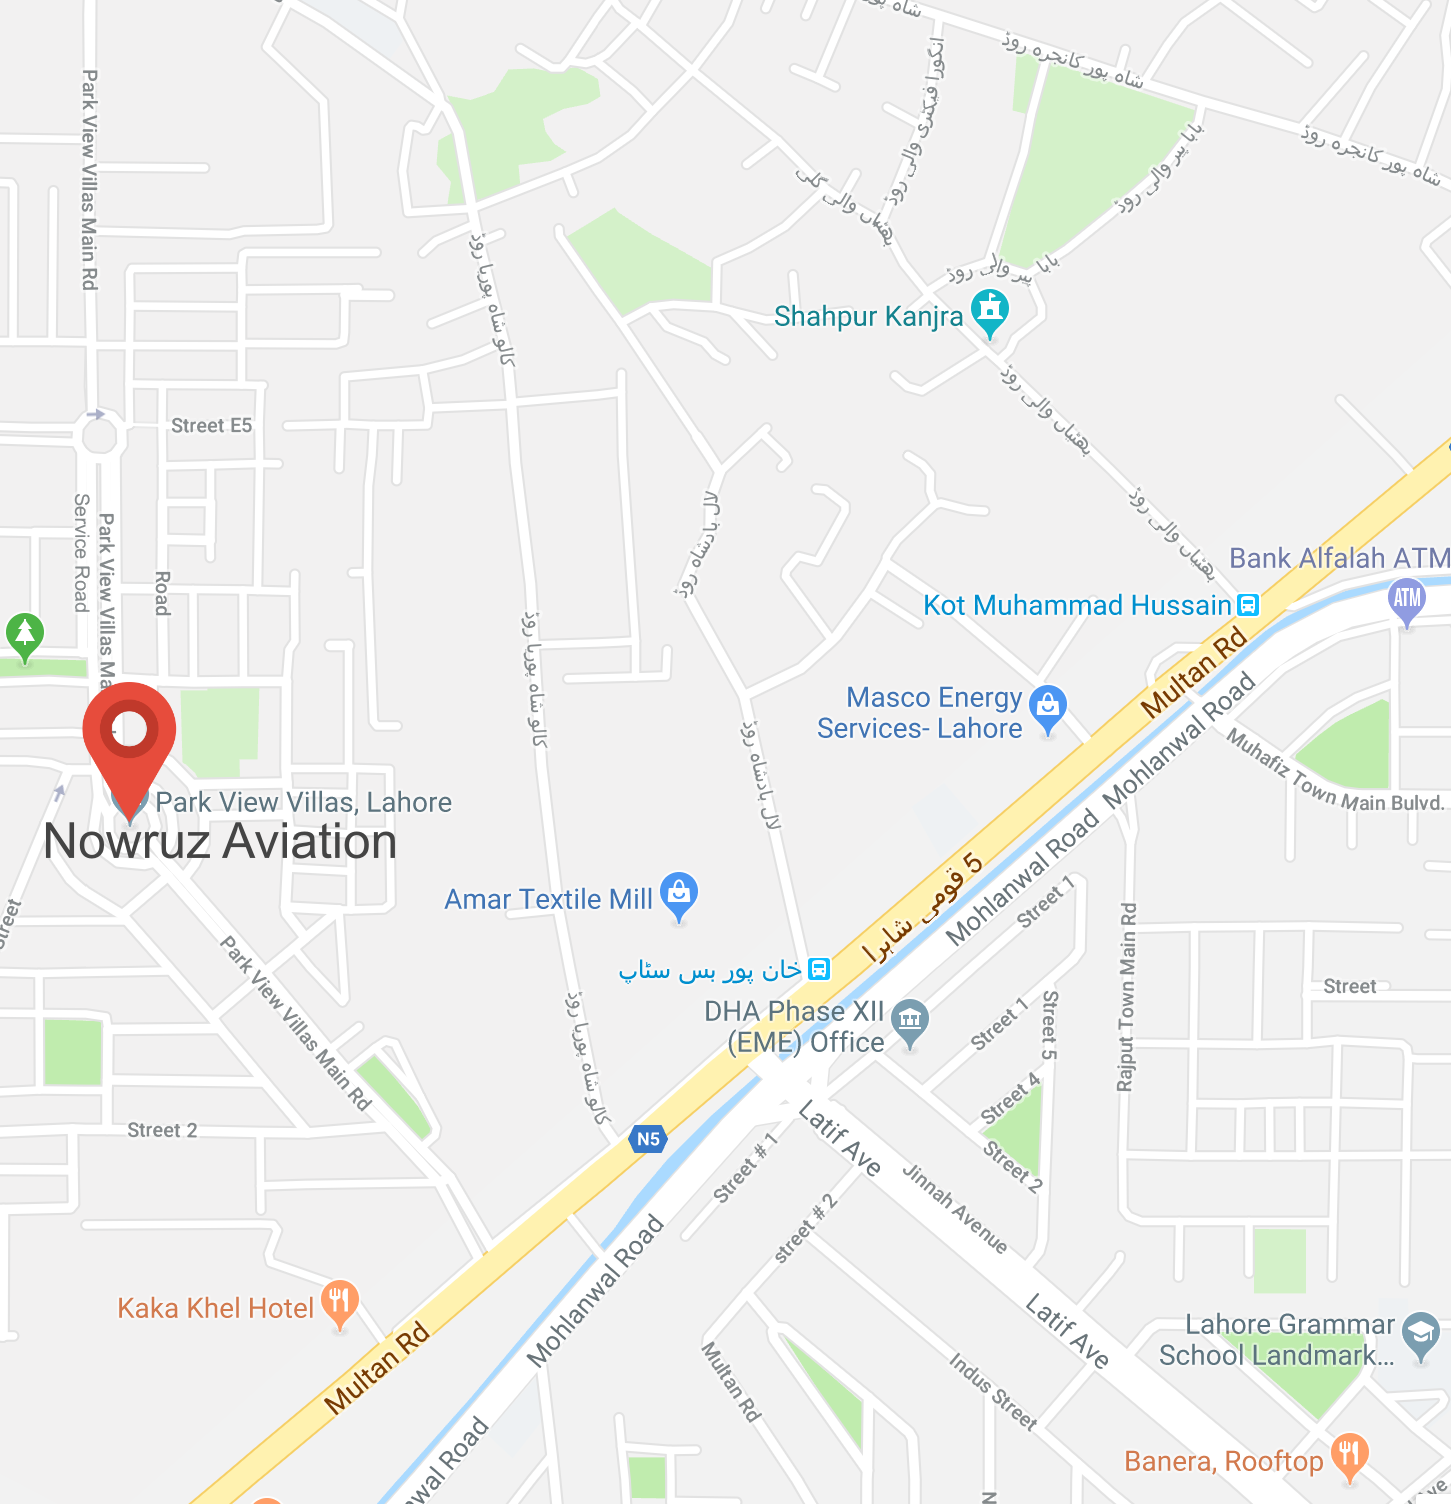 شاہ پور
شاہ پور کانجرہ روڈ
انگورا فیکٹری والی روڈ
Park View Villas Main Rd
بابا پیر والی روڈ
شاہ پور کانجرہ روڈ
بھٹیاں والی گلی
کالو شاہ پوریا روڈ
بابا پیر والی روڈ
Shahpur Kanjra
بھٹیاں والی روڈ
Street E5
Service Road
Park View Villas Ma
Road
لال بادشاہ روڈ
بھٹیاں والی روڈ
Bank Alfalah ATM
ATM
Kot Muhammad Hussain
Multan Rd
کالو شاہ پوریا روڈ
Masco Energy
Services- Lahore
Mohlanwal Road
Muhafiz Town Main Bulvd.
لال بادشاہ روڈ
Park View Villas, Lahore
Nowruz Aviation
5 قومی شاہرا
Mohlanwal Road
Street 1
Amar Textile Mill
Street
Park View Villas Main Rd
خان پور بس سٹاپ
Rajput Town Main Rd
Street
DHA Phase XII
(EME) Office
Street 1
Street 5
کالو شاہ پوریا روڈ
Street 4
Street 2
N5
Latif Ave
Street # 1
Street 2
Jinnah Avenue
street # 2
Mohlanwal Road
Kaka Khel Hotel
Multan Rd
Latif Ave
Lahore Grammar
School Landmark...
Multan Rd
Indus Street
wal Road
Banera, Rooftop
N
ve